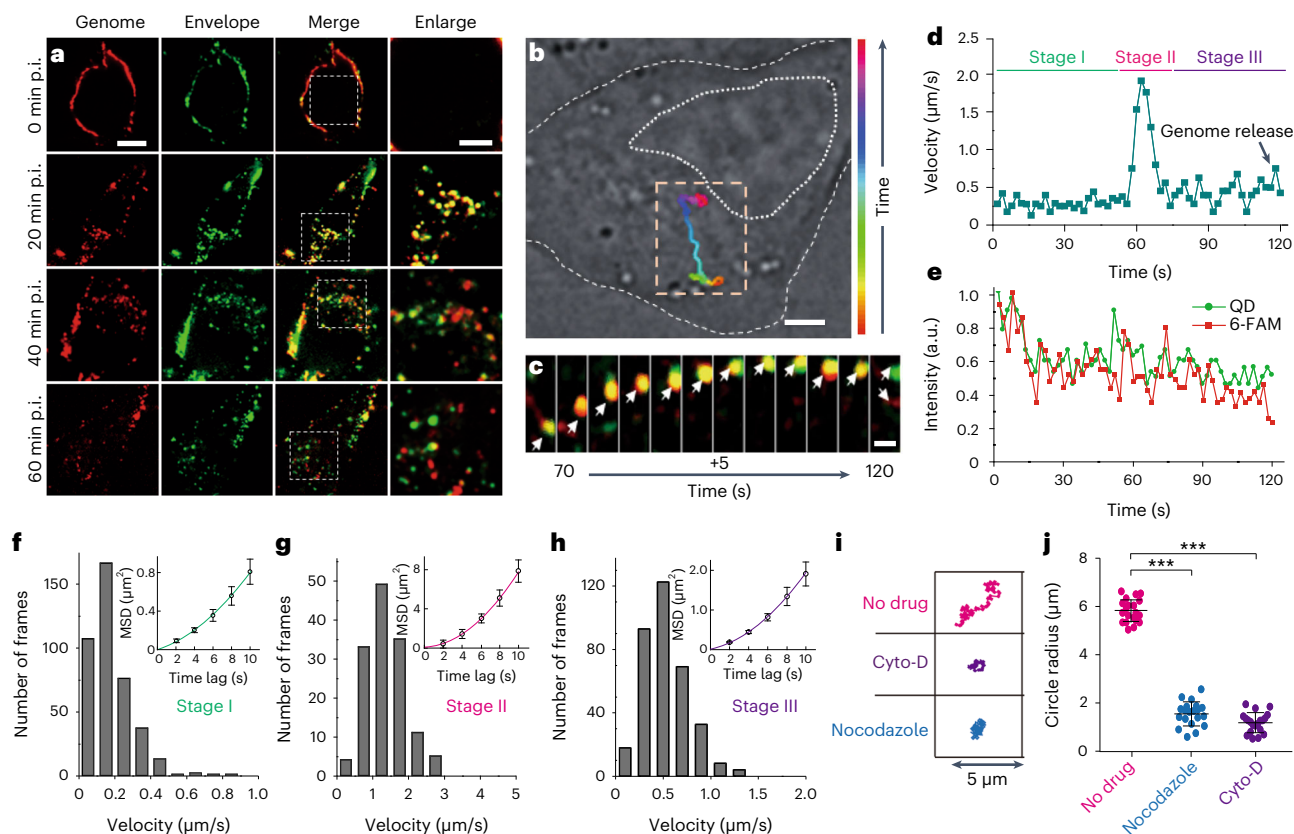 Genome Envelope Merge Enlarge
a
0 min p.i.
20 min p.i.
40 min p.i.
60 min p.i.
b
Time
c
70 +5 120
Time (s)
d
2.5
2.0
1.5
1.0
0.5
0
Velocity (µm/s)
Stage I Stage II Stage III
Genome release
0 30 60 90 120
Time (s)
e
1.0
0.8
0.6
0.4
0.2
0
Intensity (a.u.)
QD
6-FAM
0 30 60 90 120
Time (s)
f
150
100
50
0
Number of frames
0.8
0.4
0
MSD (µm²)
0 2 4 6 8 10
Time lag (s)
Stage I
0.2 0.4 0.6 0.8 1.0
Velocity (µm/s)
g
50
40
30
20
10
0
Number of frames
8
4
0
MSD (µm²)
0 2 4 6 8 10
Time lag (s)
Stage II
0 1 2 3 4 5
Velocity (µm/s)
h
120
90
60
30
0
Number of frames
2.0
1.0
0
MSD (µm²)
0 2 4 6 8 10
Time lag (s)
Stage III
0 0.5 1.0 1.5 2.0
Velocity (µm/s)
i
No drug
Cyto-D
Nocodazole
5 µm
j
8
6
4
2
0
Circle radius (µm)
***
***
No drug
Nocodazole
Cyto-D